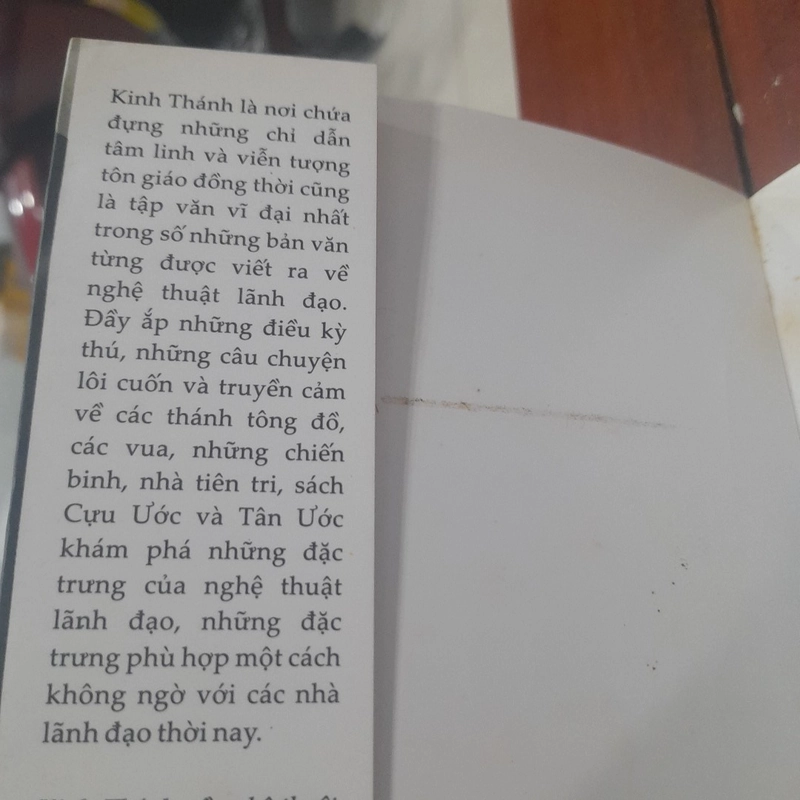 Kinh Thánh là nơi chứa
đựng những chỉ dẫn
tâm linh và viễn tượng
tôn giáo đồng thời cũng
là tập văn vĩ đại nhất
trong số những bản văn
từng được viết ra về
nghệ thuật lãnh đạo.
Đầy ắp những điều kỳ
thú, những câu chuyện
lôi cuốn và truyền cảm
về các thánh tông đồ,
các vua, những chiến
binh, nhà tiên tri, sách
Cựu Ước và Tân Ước
khám phá những đặc
trưng của nghệ thuật
lãnh đạo, những đặc
trưng phù hợp một cách
không ngờ với các nhà
lãnh đạo thời nay.